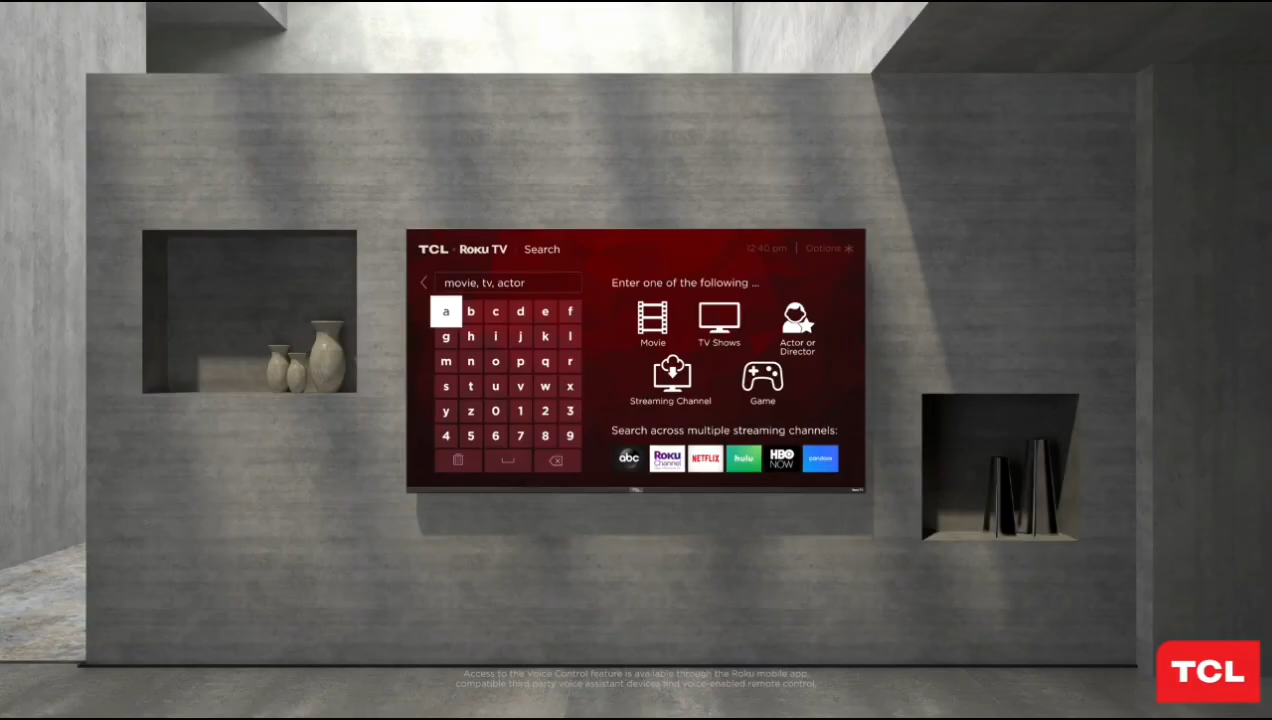 TCL · Roku TV Search
12:40 pm | Options
movie, tv, actor
a b c d e f
g h i j k l
m n o p q r
s t u v w x
y z 0 1 2 3
4 5 6 7 8 9
Enter one of the following ...
Movie
TV Shows
Actor or
Director
Streaming Channel
Game
Search across multiple streaming channels:
abc
Roku
Channel
NETFLIX
hulu
HBO
NOW
pandora
TCL
Roku TV
Access to the Voice Control feature is available through the Roku mobile app,
compatible third party voice assistant devices and voice-enabled remote control.
TCL